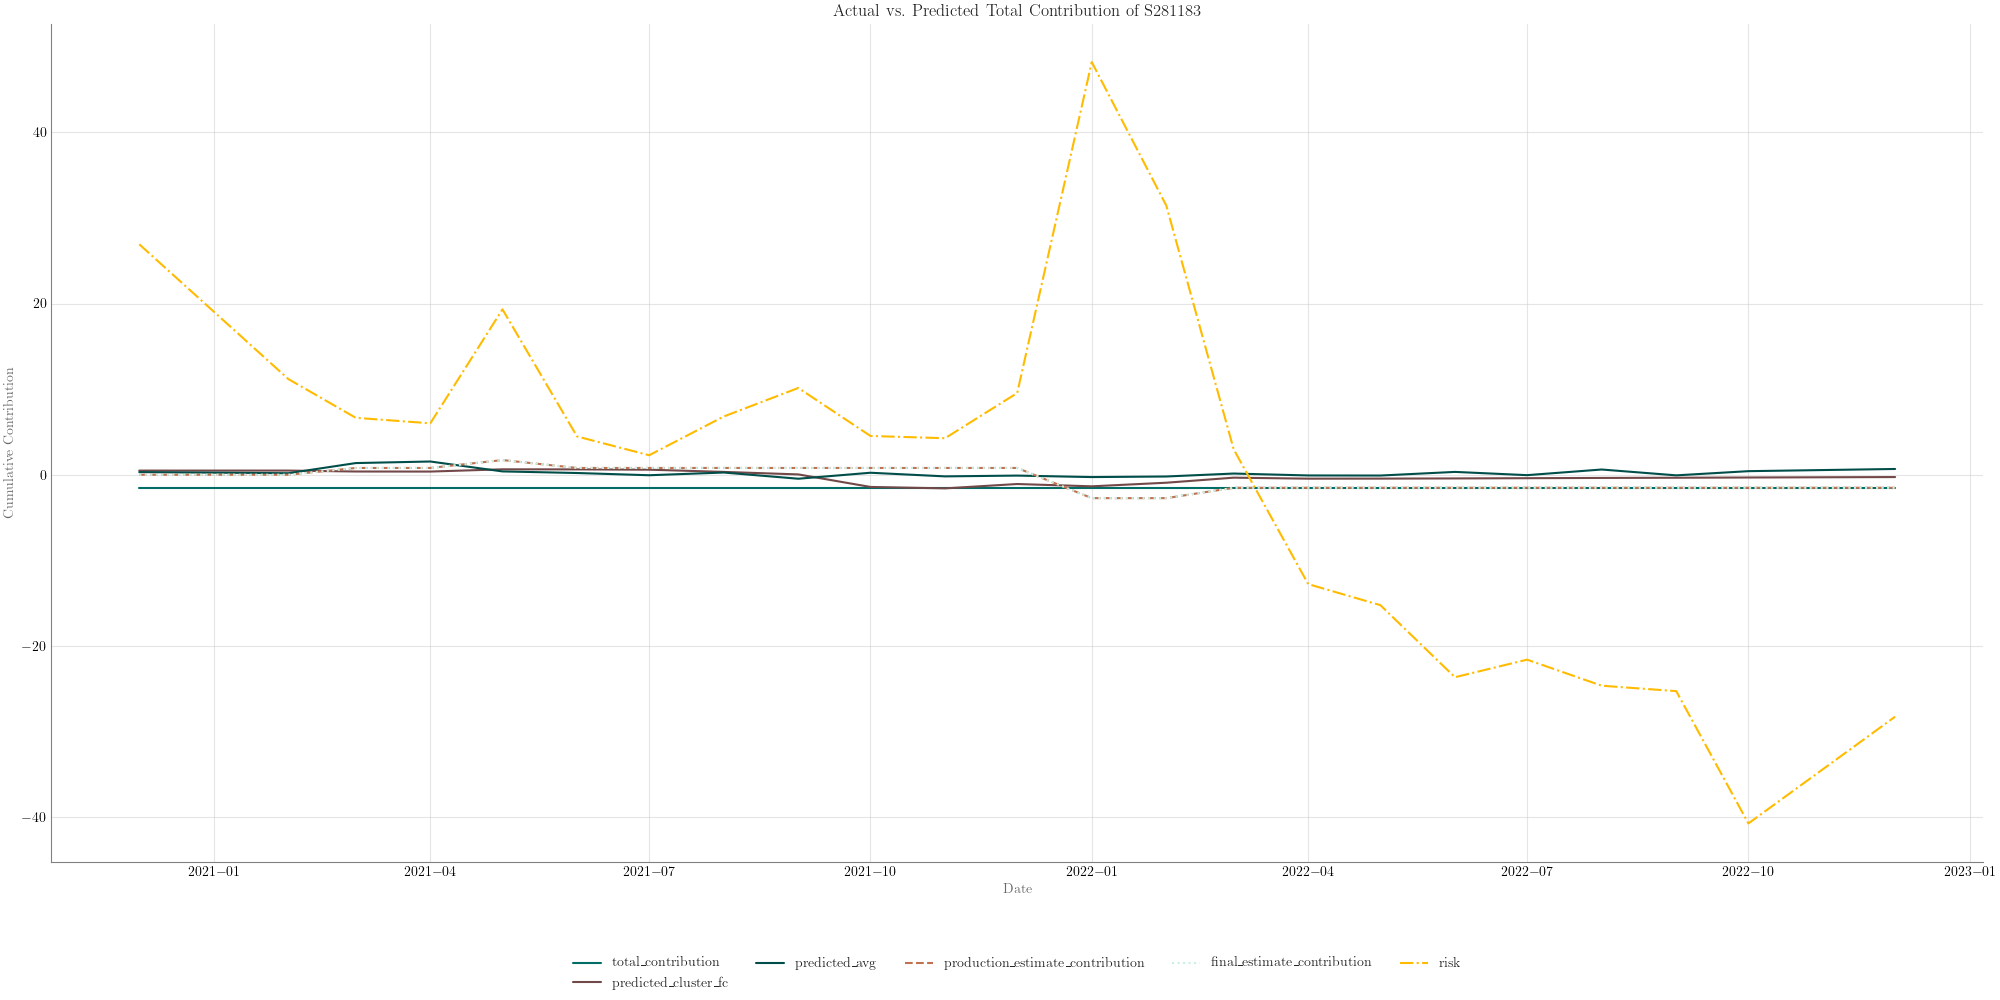 Actual vs. Predicted Total Contribution of S281183
Cumulative Contribution
40
20
0
−20
−40
2021−01 2021−04 2021−07 2021−10 2022−01 2022−04 2022−07 2022−10 2023−01
Date
total_contribution predicted_avg production_estimate_contribution final_estimate_contribution risk
predicted_cluster_fc